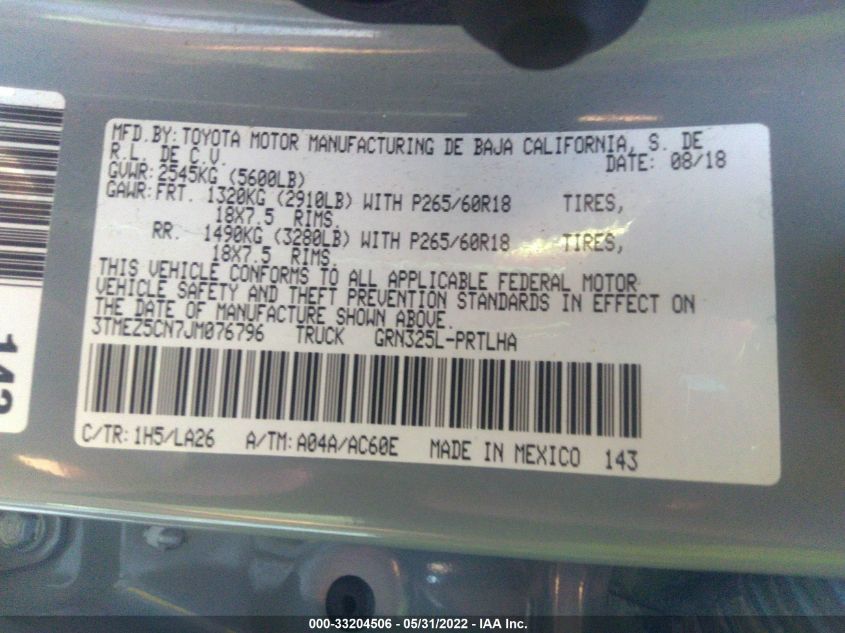 MFD.BY: TOYOTA MOTOR MANUFACTURING DE BAJA CALIFORNIA, S. DE
R.L. DE C.V. DATE: 08/18
GVWR: 2545KG (5600LB)
GAWR: FRT. 1320KG (2910LB) WITH P265/60R18 TIRES,
18X7.5 RIMS.
RR. 1490KG (3280LB) WITH P265/60R18 TIRES,
18X7.5 RIMS.
THIS VEHICLE CONFORMS TO ALL APPLICABLE FEDERAL MOTOR
VEHICLE SAFETY AND THEFT PREVENTION STANDARDS IN EFFECT ON
THE DATE OF MANUFACTURE SHOWN ABOVE.
3TMEZ5CN7JM076796 TRUCK GRN325L-PRTLHA
C/TR: 1H5/LA26 A/TM: A04A/AC60E MADE IN MEXICO 143
143
000-33204506 - 05/31/2022 - IAA Inc.